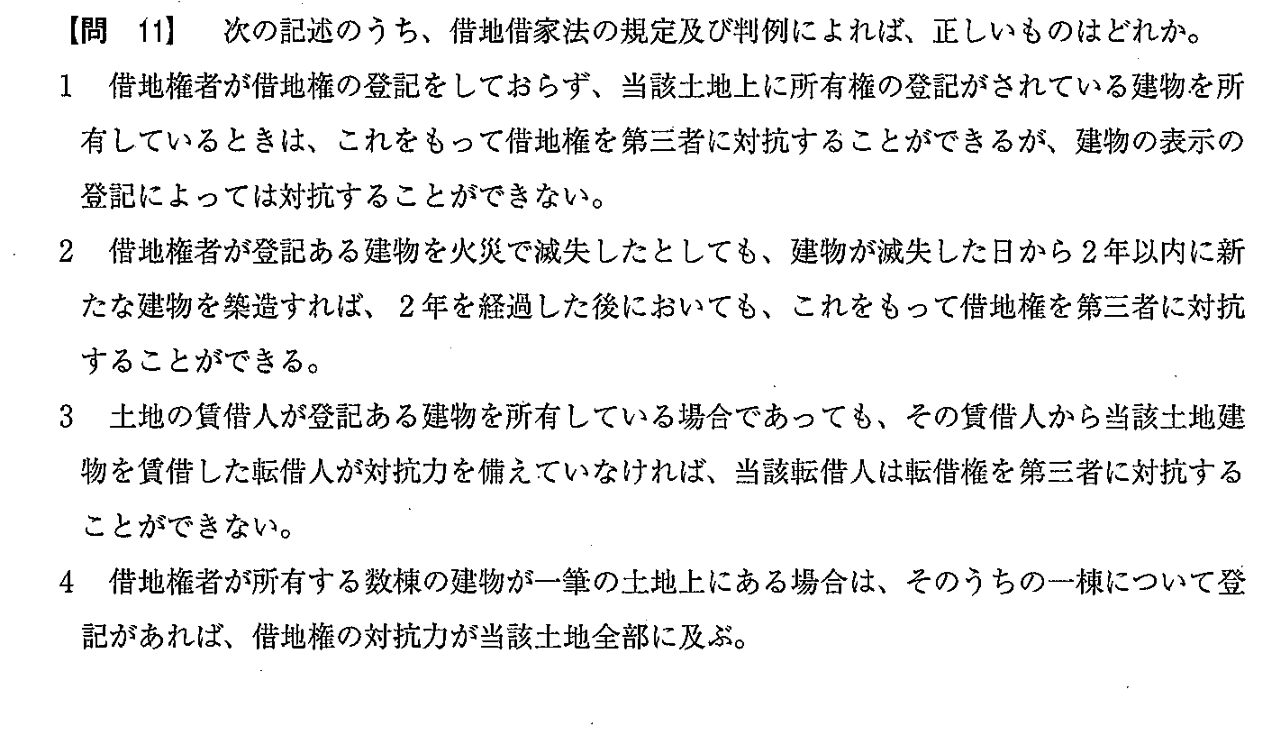 【問 11】 次の記述のうち、借地借家法の規定及び判例によれば、正しいものはどれか。
1 借地権者が借地権の登記をしておらず、当該土地上に所有権の登記がされている建物を所
有しているときは、これをもって借地権を第三者に対抗することができるが、建物の表示の
登記によっては対抗することができない。
2 借地権者が登記ある建物を火災で滅失したとしても、建物が滅失した日から2年以内に新
たな建物を築造すれば、2年を経過した後においても、これをもって借地権を第三者に対抗
することができる。
3 土地の賃借人が登記ある建物を所有している場合であっても、その賃借人から当該土地建
物を賃借した転借人が対抗力を備えていなければ、当該転借人は転借権を第三者に対抗する
ことができない。
4 借地権者が所有する数棟の建物が一筆の土地上にある場合は、そのうちの一棟について登
記があれば、借地権の対抗力が当該土地全部に及ぶ。